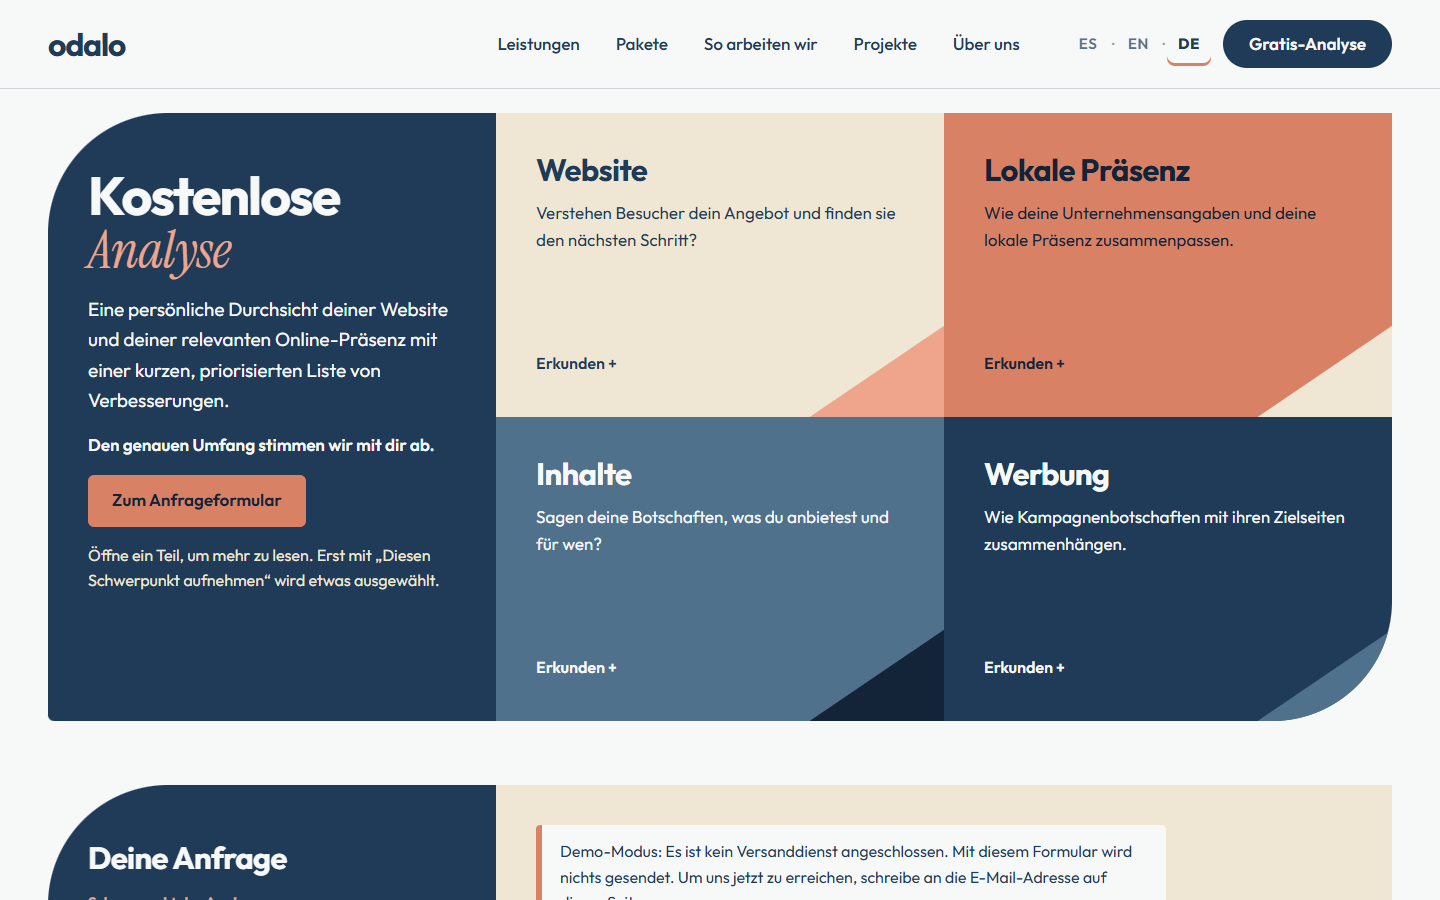 odalo
Leistungen
Pakete
So arbeiten wir
Projekte
Über uns
ES · EN · DE
Gratis-Analyse
Kostenlose
Analyse
Eine persönliche Durchsicht deiner Website
und deiner relevanten Online-Präsenz mit
einer kurzen, priorisierten Liste von
Verbesserungen.
Den genauen Umfang stimmen wir mit dir ab.
Zum Anfrageformular
Öffne ein Teil, um mehr zu lesen. Erst mit „Diesen
Schwerpunkt aufnehmen“ wird etwas ausgewählt.
Website
Verstehen Besucher dein Angebot und finden sie
den nächsten Schritt?
Erkunden +
Lokale Präsenz
Wie deine Unternehmensangaben und deine
lokale Präsenz zusammenpassen.
Erkunden +
Inhalte
Sagen deine Botschaften, was du anbietest und
für wen?
Erkunden +
Werbung
Wie Kampagnenbotschaften mit ihren Zielseiten
zusammenhängen.
Erkunden +
Deine Anfrage
Demo-Modus: Es ist kein Versanddienst angeschlossen. Mit diesem Formular wird
nichts gesendet. Um uns jetzt zu erreichen, schreibe an die E-Mail-Adresse auf